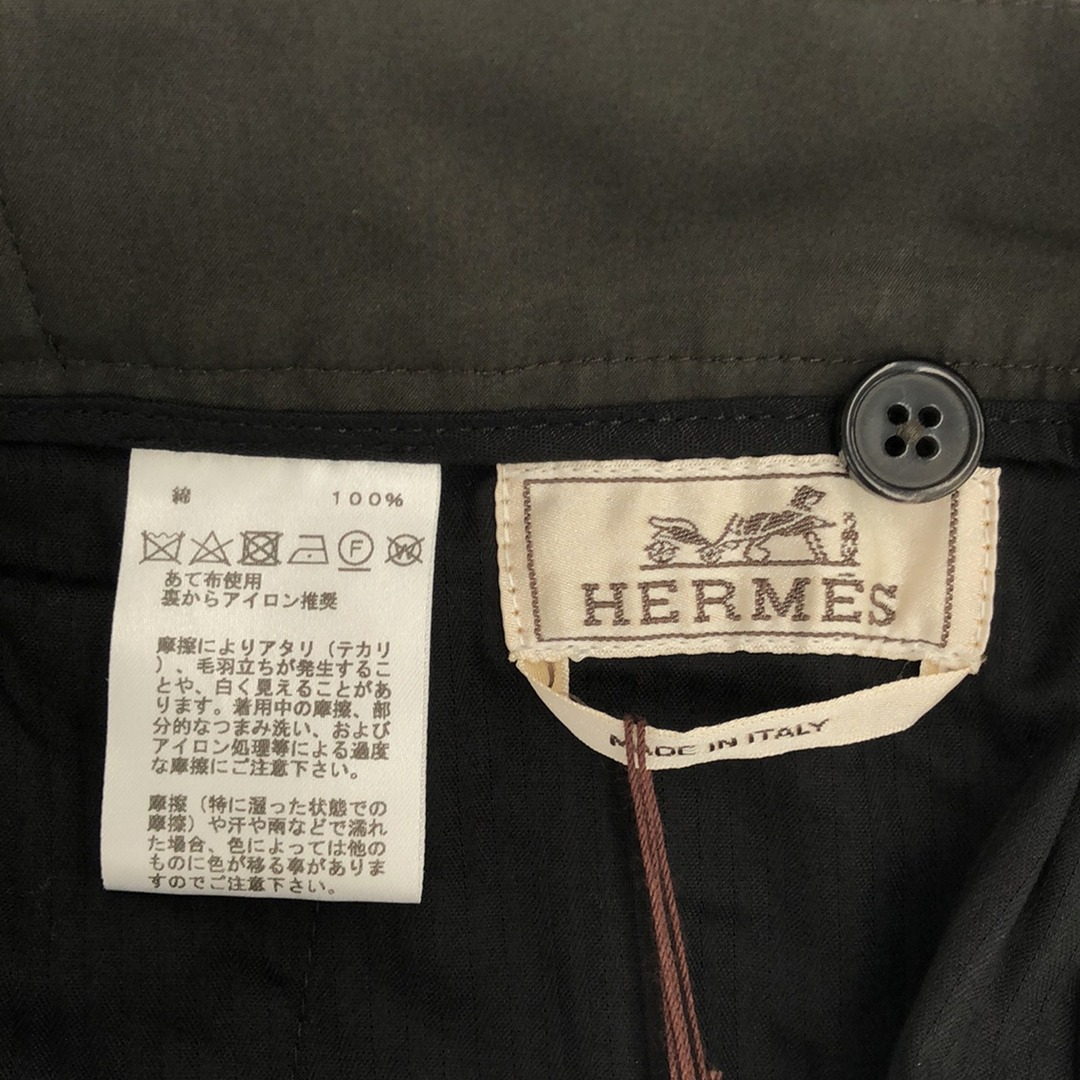 綿 100%
F
W
あて布使用
裏からアイロン推奨
摩擦によりアタリ（テカリ
）、毛羽立ちが発生するこ
とや、白く見えることがあ
ります。着用中の摩擦、部
分的なつまみ洗い、および
アイロン処理等による過度
な摩擦にご注意下さい。
摩擦（特に湿った状態での
摩擦）や汗や雨などで濡れ
た場合、色によっては他の
ものに色が移る事がありま
すのでご注意下さい。
HERMÈS
MADE IN ITALY